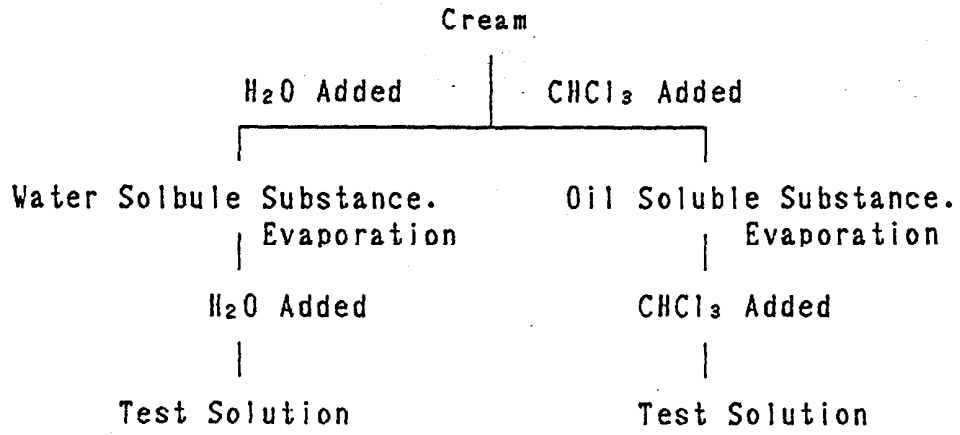 Cream
H₂O Added CHCl₃ Added
Water Solbule Substance. Oil Soluble Substance.
Evaporation Evaporation
H₂O Added CHCl₃ Added
Test Solution Test Solution